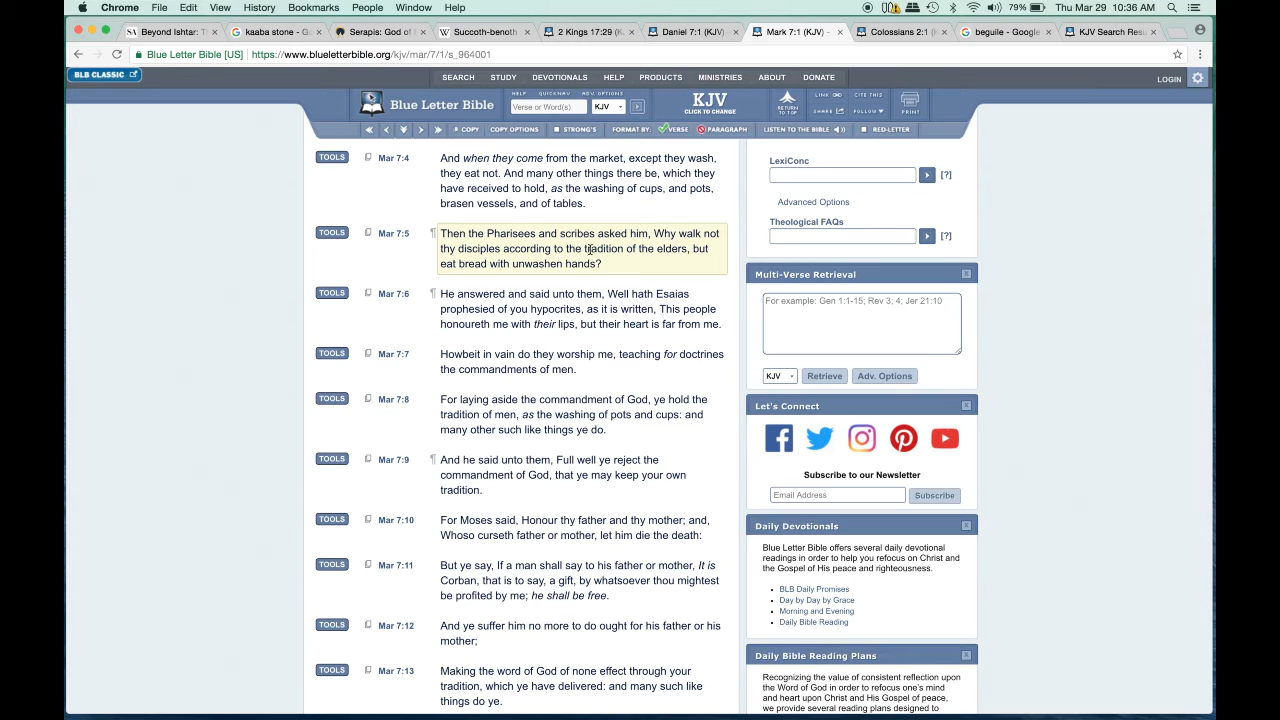 Chrome File Edit View History Bookmarks People Window Help
79% Thu Mar 29 10:36 AM
Beyond Ishtar: T
kaaba stone - Go
Serapis: God of
Succoth-benoth
2 Kings 17:29 (K
Daniel 7:1 (KJV)
Mark 7:1 (KJV) -
Colossians 2:1 (
beguile - Google
KJV Search Resu
Blue Letter Bible [US] https://www.blueletterbible.org/kjv/mar/7/1/s_964001
BLB CLASSIC
SEARCH STUDY DEVOTIONALS HELP PRODUCTS MINISTRIES ABOUT DONATE
LOGIN
Blue Letter Bible
HELP QUICKNAV ADV. OPTIONS
Verse or Word(s) KJV
KJV
CLICK TO CHANGE
RETURN
TO TOP
LINK CITE THIS
SHARE FOLLOW
PRINT
COPY COPY OPTIONS STRONG'S FORMAT BY VERSE PARAGRAPH LISTEN TO THE BIBLE RED-LETTER
TOOLS Mar 7:4 And when they come from the market, except they wash,
they eat not. And many other things there be, which they
have received to hold, as the washing of cups, and pots,
brasen vessels, and of tables.
TOOLS Mar 7:5 ¶ Then the Pharisees and scribes asked him, Why walk not
thy disciples according to the tradition of the elders, but
eat bread with unwashen hands?
TOOLS Mar 7:6 ¶ He answered and said unto them, Well hath Esaias
prophesied of you hypocrites, as it is written, This people
honoureth me with their lips, but their heart is far from me.
TOOLS Mar 7:7 Howbeit in vain do they worship me, teaching for doctrines
the commandments of men.
TOOLS Mar 7:8 For laying aside the commandment of God, ye hold the
tradition of men, as the washing of pots and cups: and
many other such like things ye do.
TOOLS Mar 7:9 ¶ And he said unto them, Full well ye reject the
commandment of God, that ye may keep your own
tradition.
TOOLS Mar 7:10 For Moses said, Honour thy father and thy mother; and,
Whoso curseth father or mother, let him die the death:
TOOLS Mar 7:11 But ye say, If a man shall say to his father or mother, It is
Corban, that is to say, a gift, by whatsoever thou mightest
be profited by me; he shall be free.
TOOLS Mar 7:12 And ye suffer him no more to do ought for his father or his
mother;
TOOLS Mar 7:13 Making the word of God of none effect through your
tradition, which ye have delivered: and many such like
things do ye.
LexiConc
[?]
Advanced Options
Theological FAQs
[?]
Multi-Verse Retrieval
For example: Gen 1:1-15; Rev 3; 4; Jer 21:10
KJV Retrieve Adv. Options
Let's Connect
Subscribe to our Newsletter
Email Address Subscribe
Daily Devotionals
Blue Letter Bible offers several daily devotional
readings in order to help you refocus on Christ and
the Gospel of His peace and righteousness.
BLB Daily Promises
Day by Day by Grace
Morning and Evening
Daily Bible Reading
Daily Bible Reading Plans
Recognizing the value of consistent reflection upon
the Word of God in order to refocus one's mind
and heart upon Christ and His Gospel of peace,
we provide several reading plans designed to